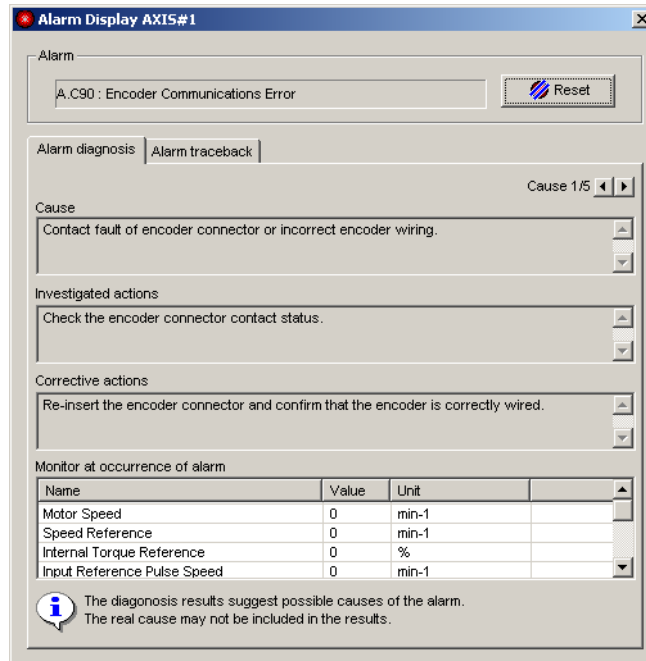 Alarm Display AXIS#1
Alarm
A.C90 : Encoder Communications Error
Reset
Alarm diagnosis
Alarm traceback
Cause 1/5
Cause
Contact fault of encoder connector or incorrect encoder wiring.
Investigated actions
Check the encoder connector contact status.
Corrective actions
Re-insert the encoder connector and confirm that the encoder is correctly wired.
Monitor at occurrence of alarm
Name Value Unit
Motor Speed 0 min-1
Speed Reference 0 min-1
Internal Torque Reference 0 %
Input Reference Pulse Speed 0 min-1
The diagonosis results suggest possible causes of the alarm.
The real cause may not be included in the results.